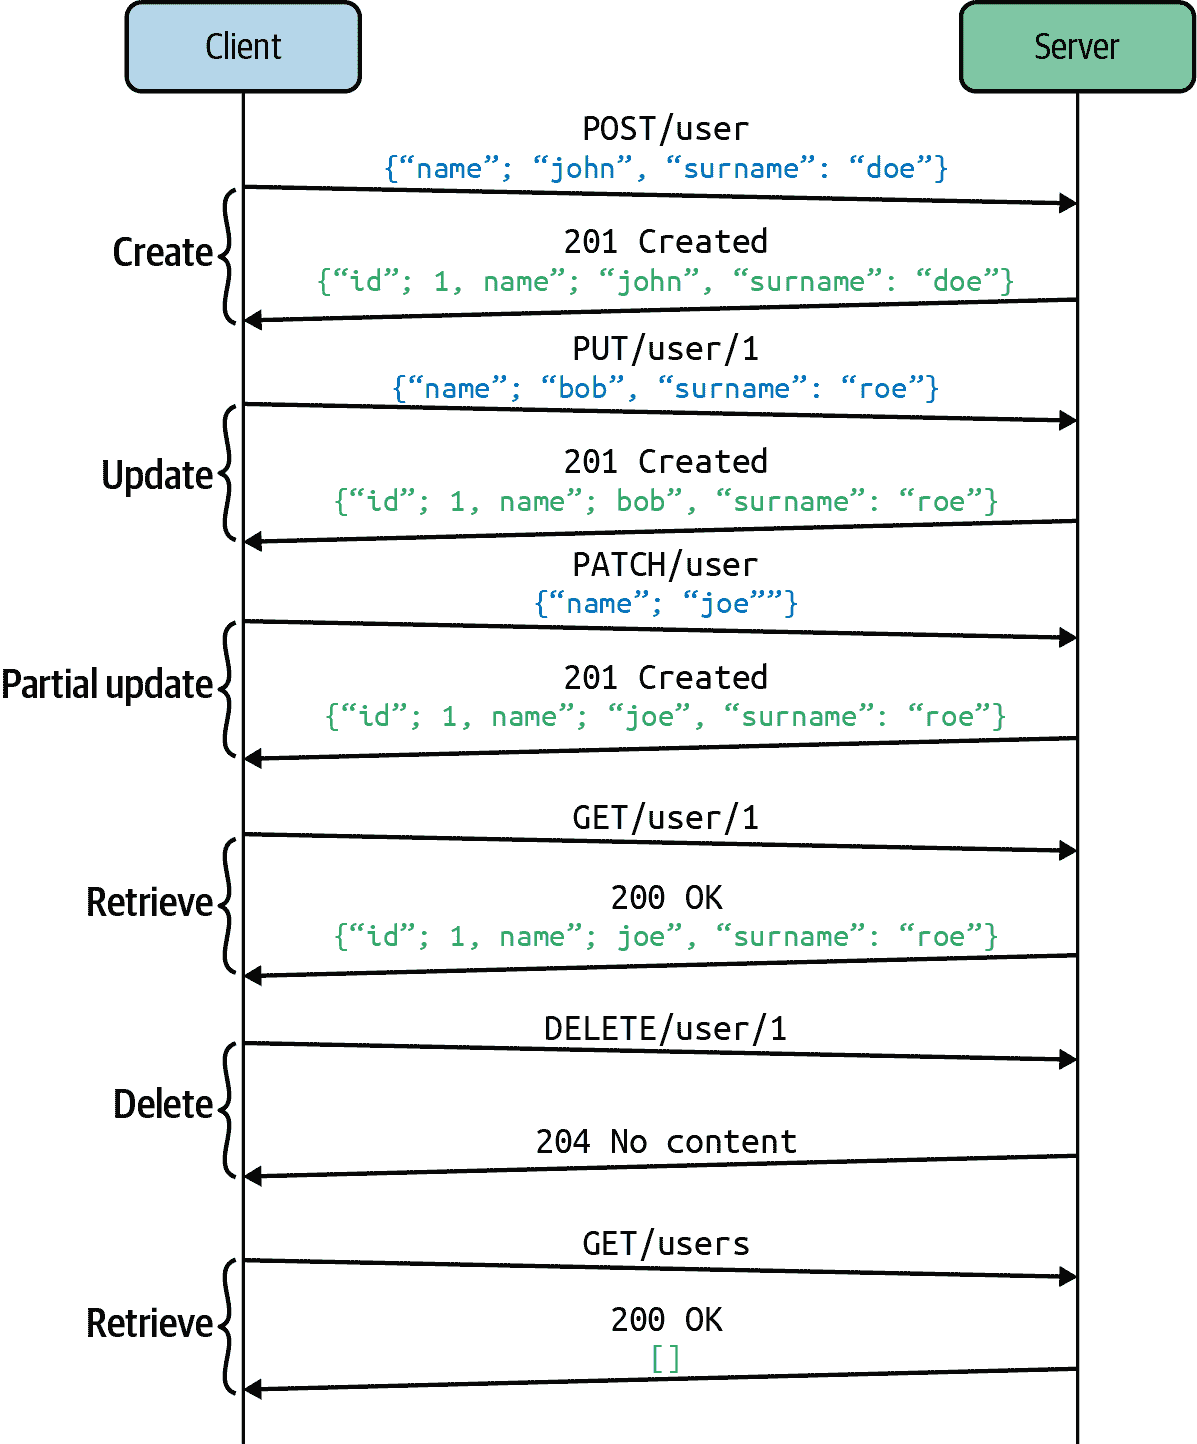 Client
Server
POST/user
{“name”; “john”, “surname”: “doe”}
Create
201 Created
{“id”; 1, name”; “john”, “surname”: “doe”}
PUT/user/1
{“name”; “bob”, “surname”: “roe”}
Update
201 Created
{“id”; 1, name”; bob”, “surname”: “roe”}
PATCH/user
{“name”; “joe””}
Partial update
201 Created
{“id”; 1, name”; “joe”, “surname”: “roe”}
GET/user/1
Retrieve
200 OK
{“id”; 1, name”; joe”, “surname”: “roe”}
DELETE/user/1
Delete
204 No content
GET/users
Retrieve
200 OK
[]